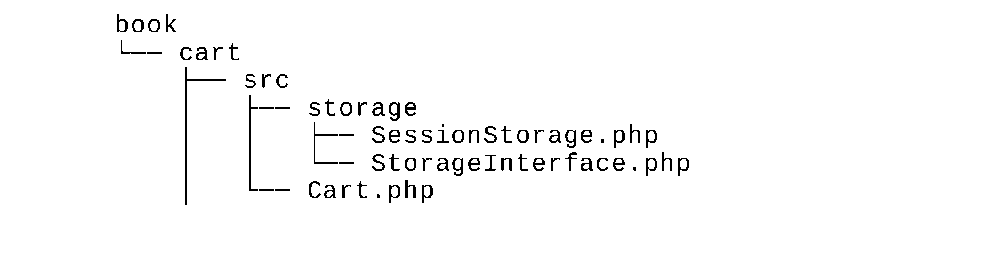 book
└── cart
├── src
├── storage
├── SessionStorage.php
└── StorageInterface.php
└── Cart.php